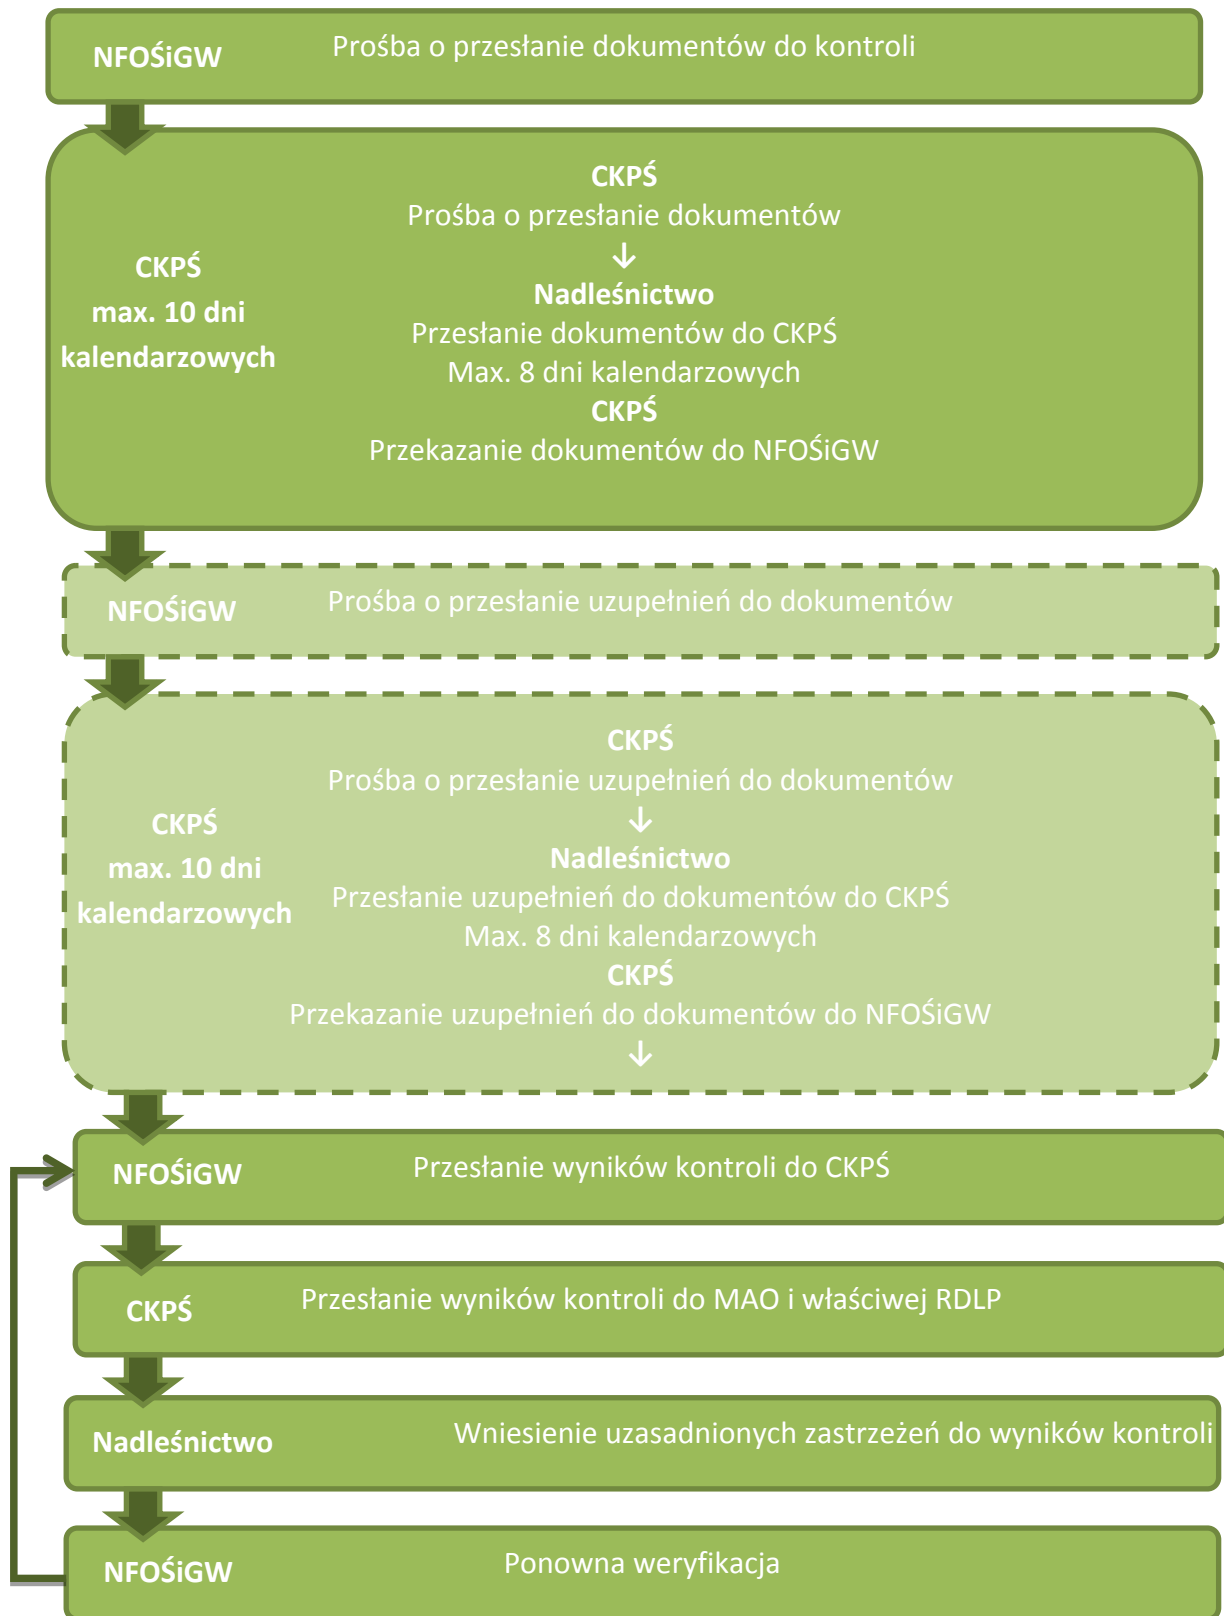 NFOŚiGW
Prośba o przesłanie dokumentów do kontroli
CKPŚ
max. 10 dni
kalendarzowych
CKPŚ
Prośba o przesłanie dokumentów
↓
Nadleśnictwo
Przesłanie dokumentów do CKPŚ
Max. 8 dni kalendarzowych
CKPŚ
Przekazanie dokumentów do NFOŚiGW
NFOŚiGW
Prośba o przesłanie uzupełnień do dokumentów
CKPŚ
max. 10 dni
kalendarzowych
CKPŚ
Prośba o przesłanie uzupełnień do dokumentów
↓
Nadleśnictwo
Przesłanie uzupełnień do dokumentów do CKPŚ
Max. 8 dni kalendarzowych
CKPŚ
Przekazanie uzupełnień do dokumentów do NFOŚiGW
↓
NFOŚiGW
Przesłanie wyników kontroli do CKPŚ
CKPŚ
Przesłanie wyników kontroli do MAO i właściwej RDLP
Nadleśnictwo
Wniesienie uzasadnionych zastrzeżeń do wyników kontroli
NFOŚiGW
Ponowna weryfikacja